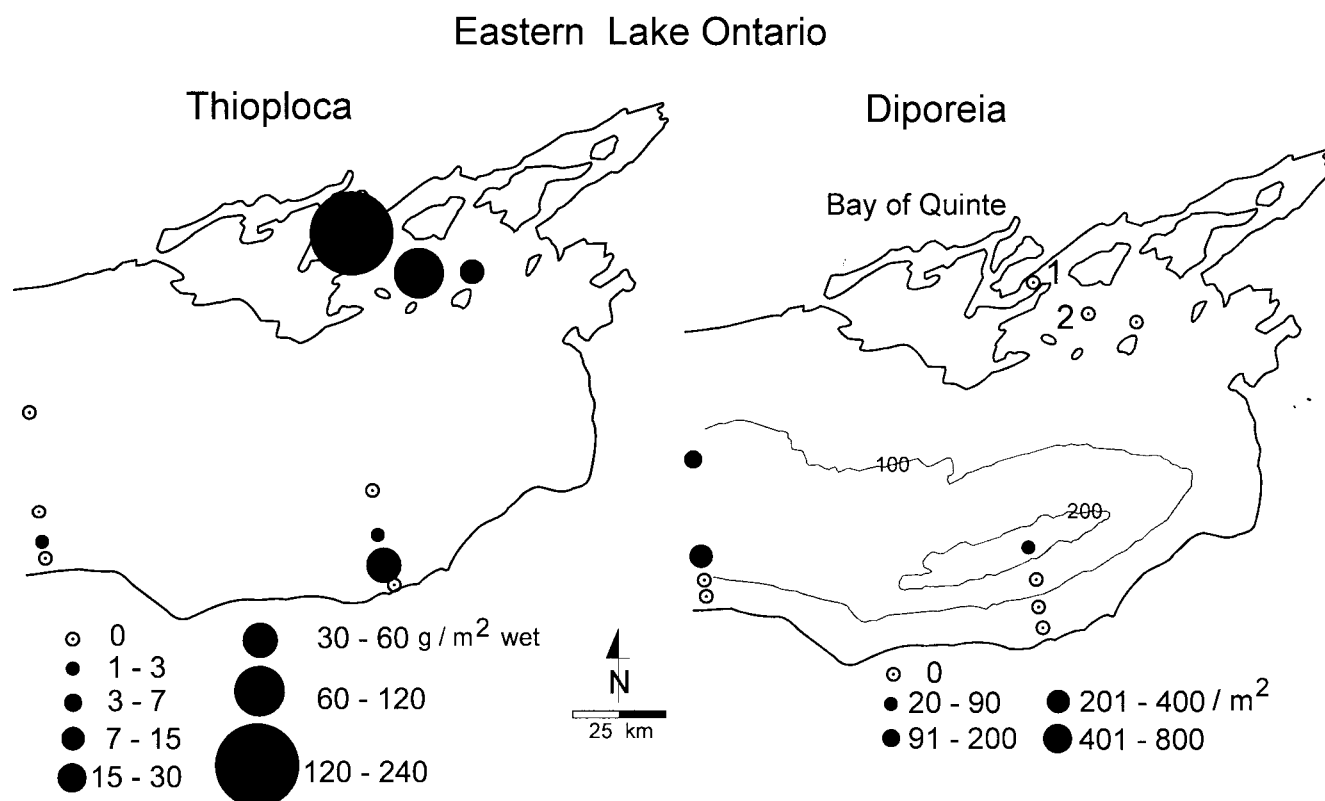 Eastern Lake Ontario
Thioploca
Diporeia
Bay of Quinte
1
2
100
200
0
1 - 3
3 - 7
7 - 15
15 - 30
30 - 60 g / m² wet
60 - 120
120 - 240
N
25 km
0
20 - 90
91 - 200
201 - 400 / m²
401 - 800